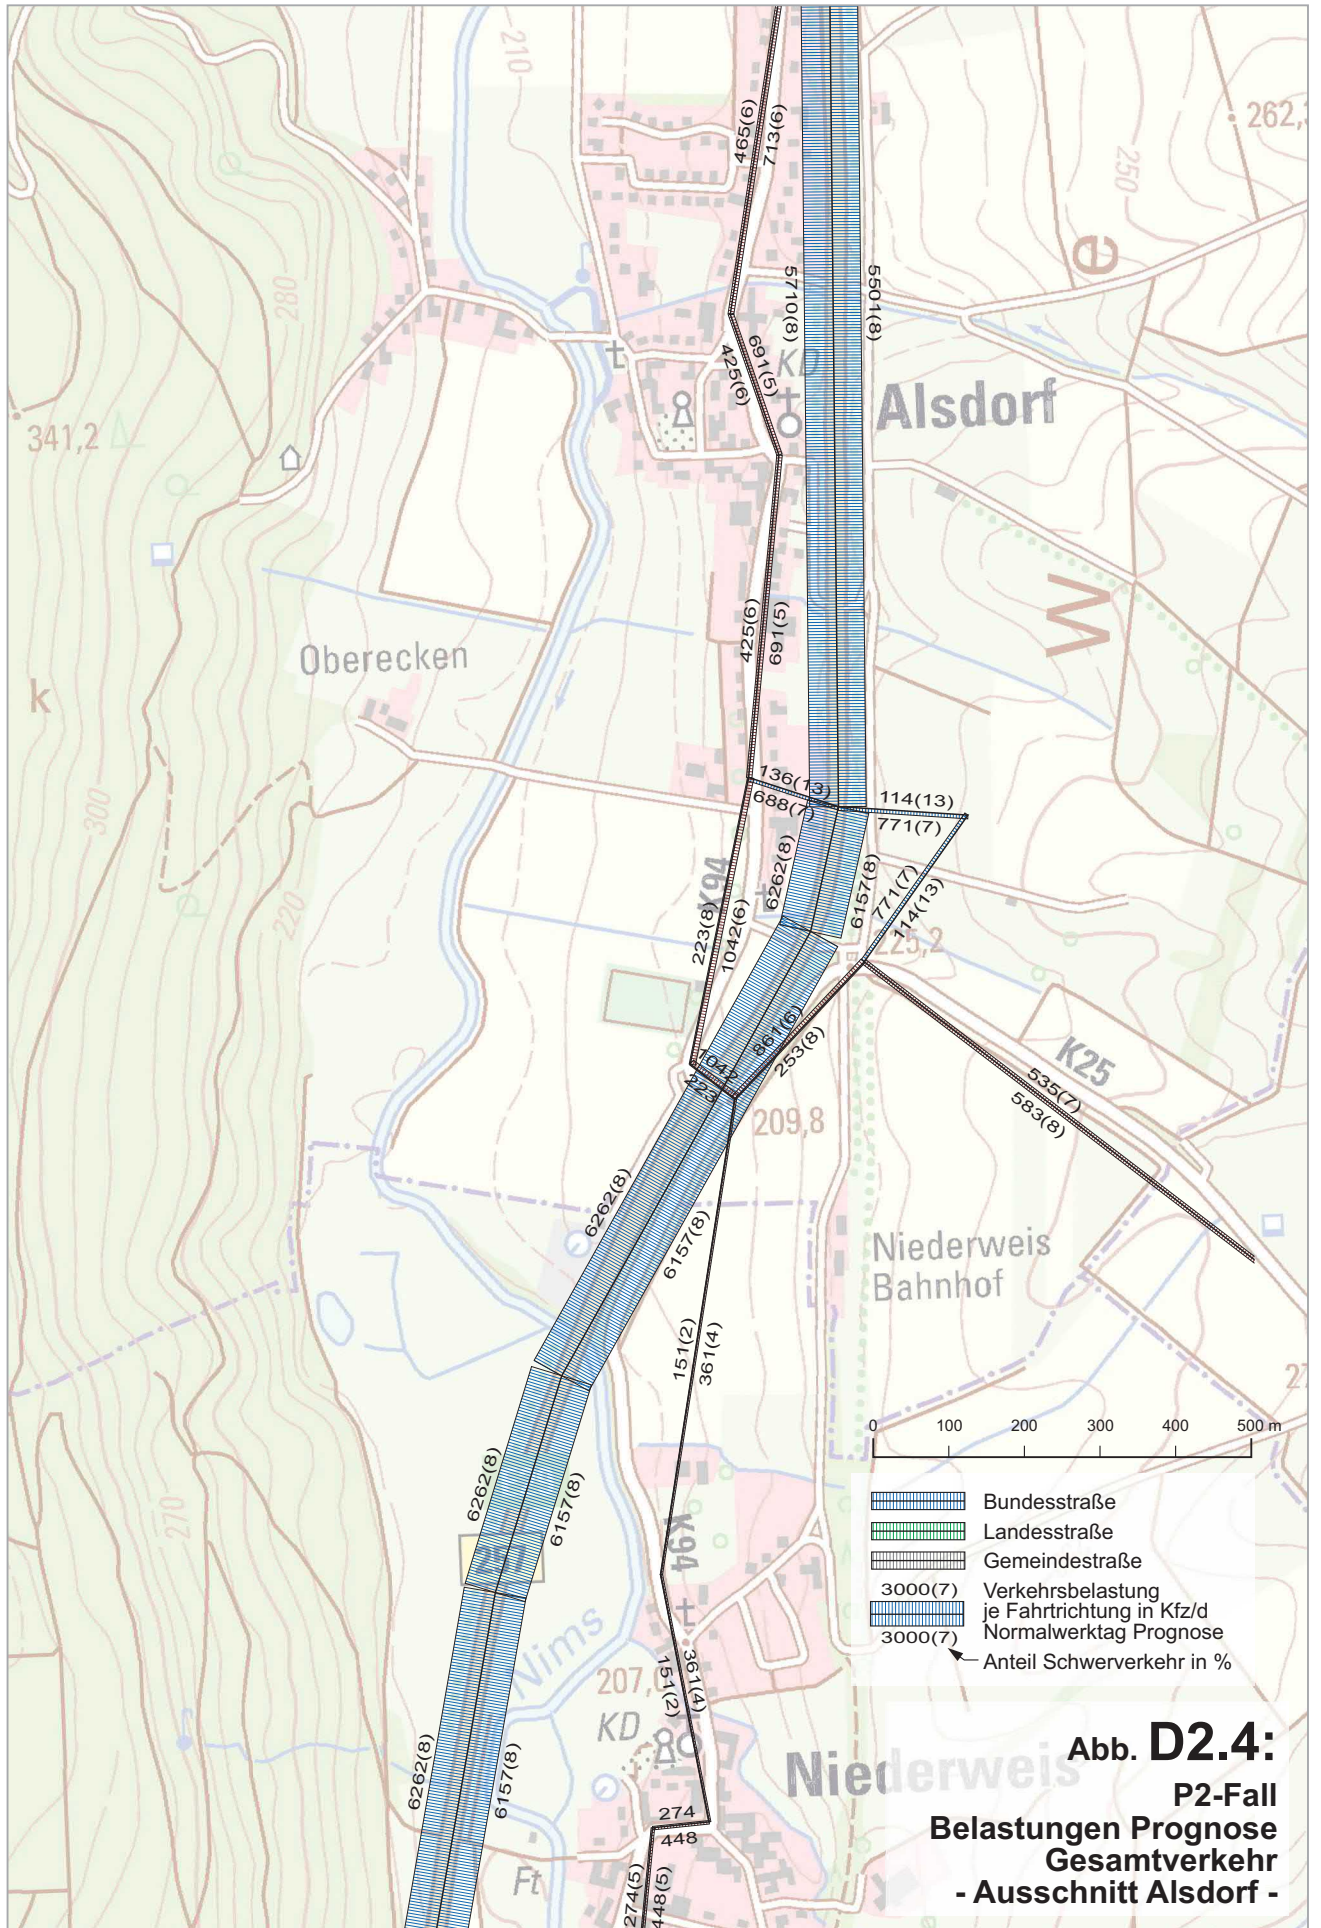 210
262,
465(6)
713(6)
250
e
280
5710(8)
5501(8)
691(5)
425(6)
KD
Alsdorf
341,2
425(6)
691(5)
W
Oberecken
k
300
136(13)
688(7)
114(13)
771(7)
K94
6262(8)
6157(8)
771(7)
114(13)
220
223(8)
1042(6)
225,2
861(6)
253(8)
1042
223
K25
535(7)
583(8)
209,8
6262(8)
6157(8)
Niederweis
Bahnhof
151(2)
361(4)
27
0 100 200 300 400 500 m
6262(8)
6157(8)
270
K94
Bundesstraße
Landesstraße
Gemeindestraße
3000(7) Verkehrsbelastung
je Fahrtrichtung in Kfz/d
3000(7) Normalwerktag Prognose
Anteil Schwerverkehr in %
Nims
207,
361(4)
151(2)
KD
6262(8)
6157(8)
Niederweis
274
448
Ft
274(5)
448(5)
Abb. D2.4:
P2-Fall
Belastungen Prognose
Gesamtverkehr
- Ausschnitt Alsdorf -